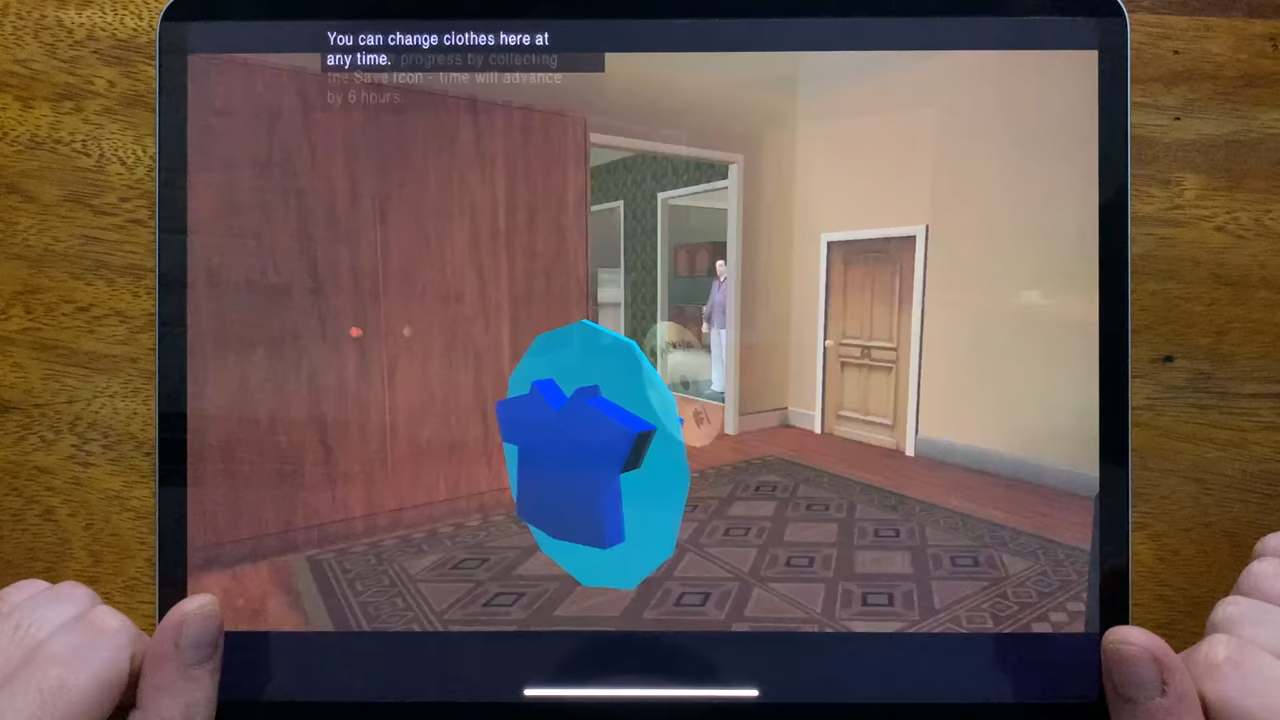 You can change clothes here at
any time. progress by collecting
the Save Icon - time will advance
by 6 hours.